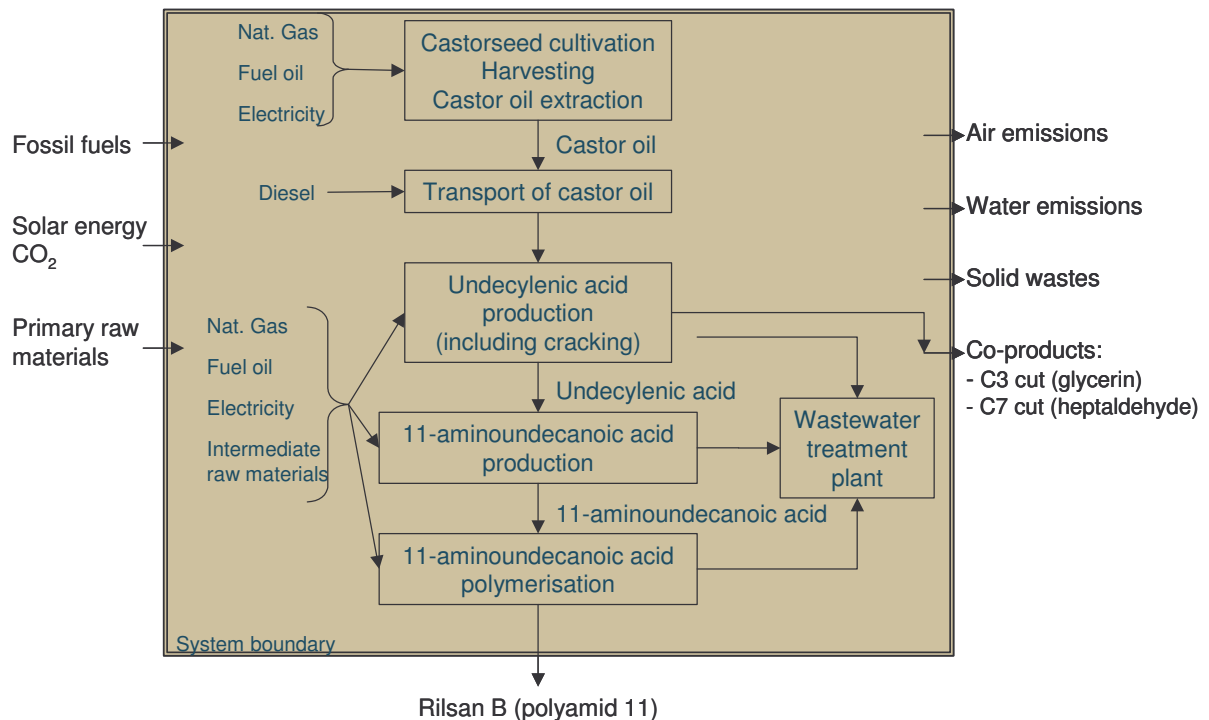 Nat. Gas
Fuel oil
Electricity
Castorseed cultivation
Harvesting
Castor oil extraction
Fossil fuels
Air emissions
Castor oil
Diesel
Transport of castor oil
Solar energy
CO₂
Water emissions
Solid wastes
Undecylenic acid
production
(including cracking)
Primary raw
materials
Nat. Gas
Fuel oil
Electricity
Intermediate
raw materials
Co-products:
- C3 cut (glycerin)
- C7 cut (heptaldehyde)
Undecylenic acid
11-aminoundecanoic acid
production
Wastewater
treatment
plant
11-aminoundecanoic acid
11-aminoundecanoic acid
polymerisation
System boundary
Rilsan B (polyamid 11)